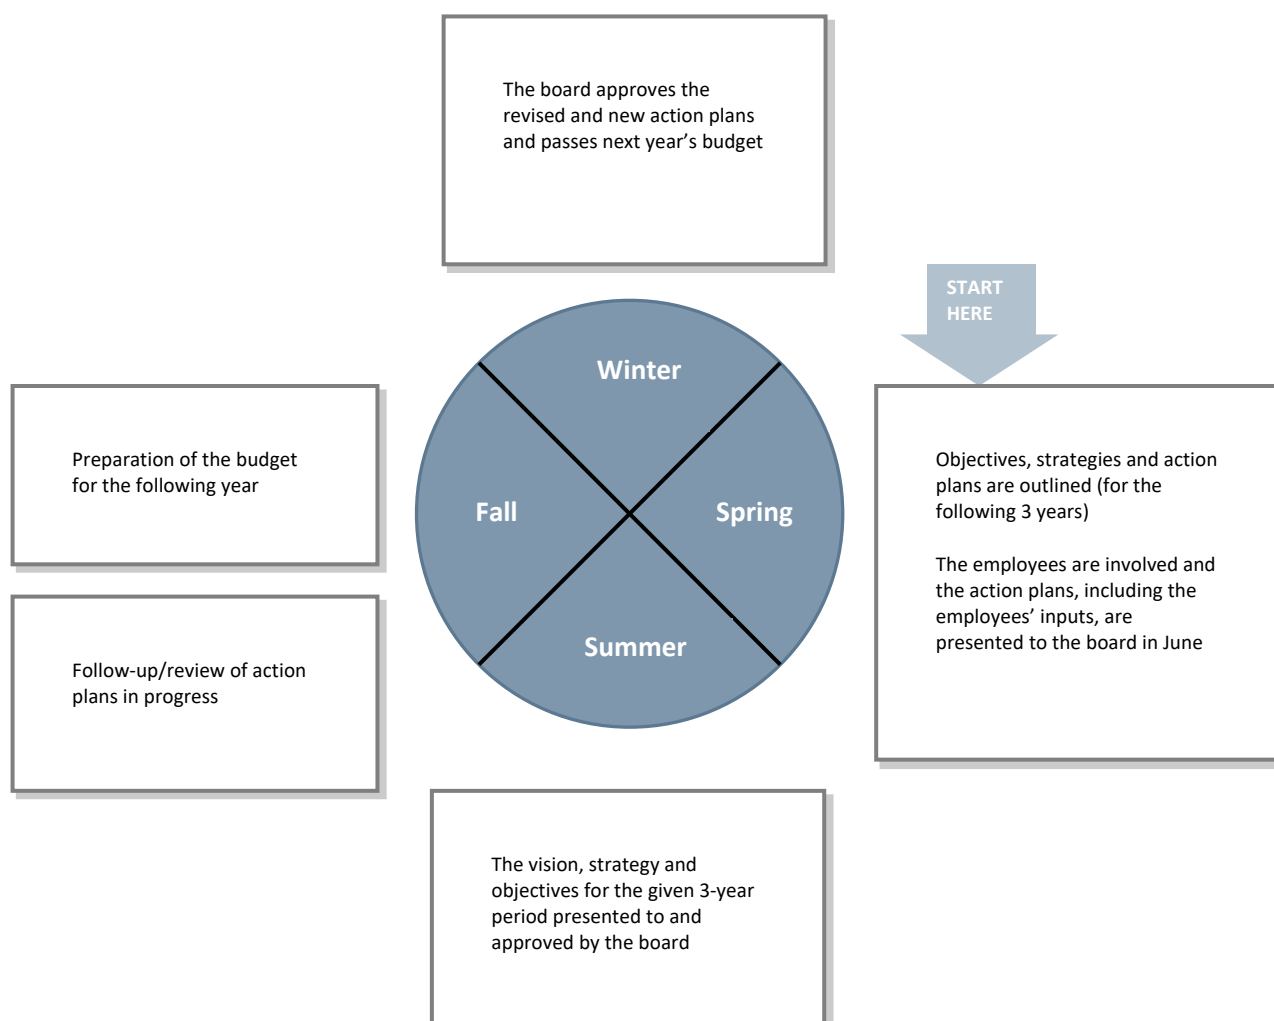 The board approves the
revised and new action plans
and passes next year’s budget
START
HERE
Winter
Preparation of the budget
for the following year
Fall
Spring
Objectives, strategies and action
plans are outlined (for the
following 3 years)
The employees are involved and
the action plans, including the
employees’ inputs, are
presented to the board in June
Summer
Follow-up/review of action
plans in progress
The vision, strategy and
objectives for the given 3-year
period presented to and
approved by the board